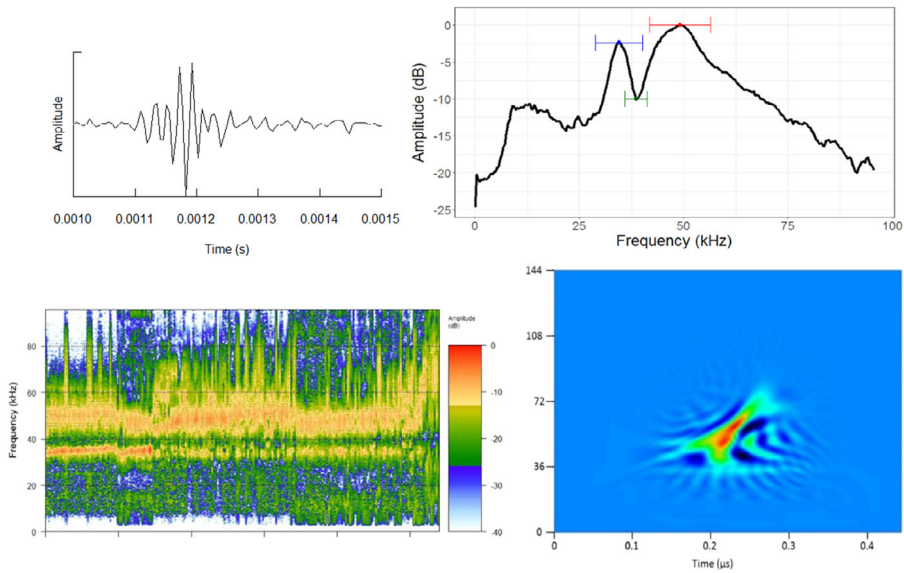 Amplitude
0.0010 0.0011 0.0012 0.0013 0.0014 0.0015
Time (s)
Amplitude (dB)
0
-5
-10
-15
-20
-25
0 25 50 75 100
Frequency (kHz)
Frequency (kHz)
80
60
40
20
0
Amplitude
(dB)
0
-10
-20
-30
-40
144
108
72
36
0
0 0.1 0.2 0.3 0.4
Time (µs)